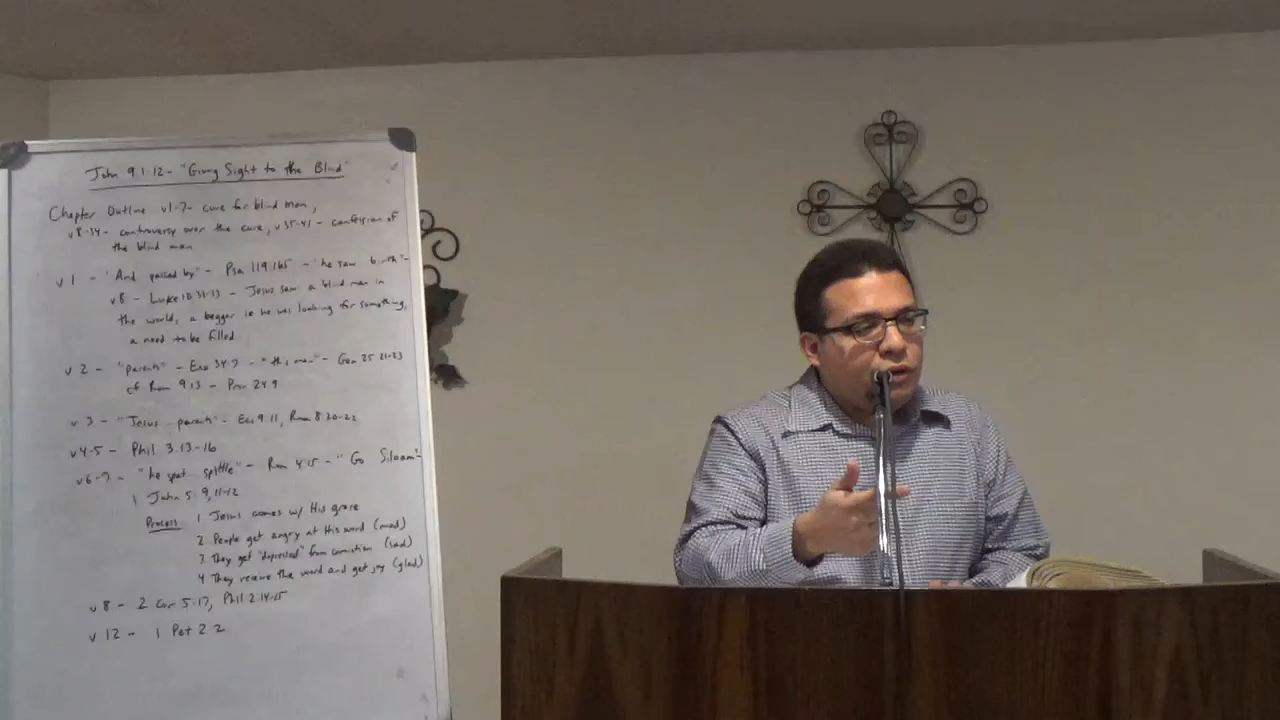 John 9:1-12 - "Giving Sight to the Blind"
Chapter Outline v1-7 - cure for blind man,
v8-34 - controversy over the cure, v35-41 - confession of
the blind man
v1 - "And passed by" - Psa 119:165 - "he saw birth" -
v8 - Luke 18:31-33 - Jesus saw a blind man in
the world, a beggar ie he was looking for something,
a need to be filled
v2 - "parents" - Exo 34:7 - "this man" - Gen 25:21-23
cf Rom 9:13 - Prov 24:9
v3 - "Jesus parents" - Ecc 9:11, Rom 8:20-22
v4-5 - Phil 3:13-16
v6-7 - "he spat spittle" - Rom 4:15 - "Go Siloam" -
1 John 5:9, 11-12
Process 1 Jesus comes w/ His grace
2 People get angry at His word (mad)
3. They get "depressed" from conviction (sad)
4 They receive the word and get joy (glad)
v8 - 2 Cor 5:17, Phil 2:14-15
v12 - 1 Pet 2:2